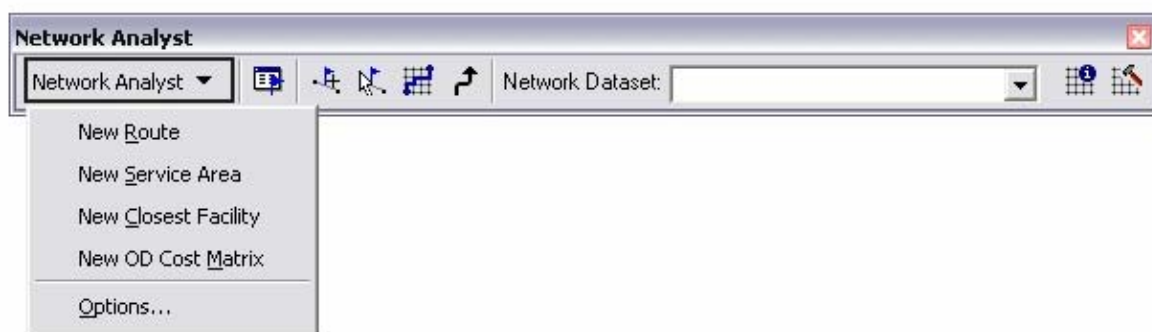 Network Analyst
Network Analyst Network Dataset:
New Route
New Service Area
New Closest Facility
New OD Cost Matrix
Options...